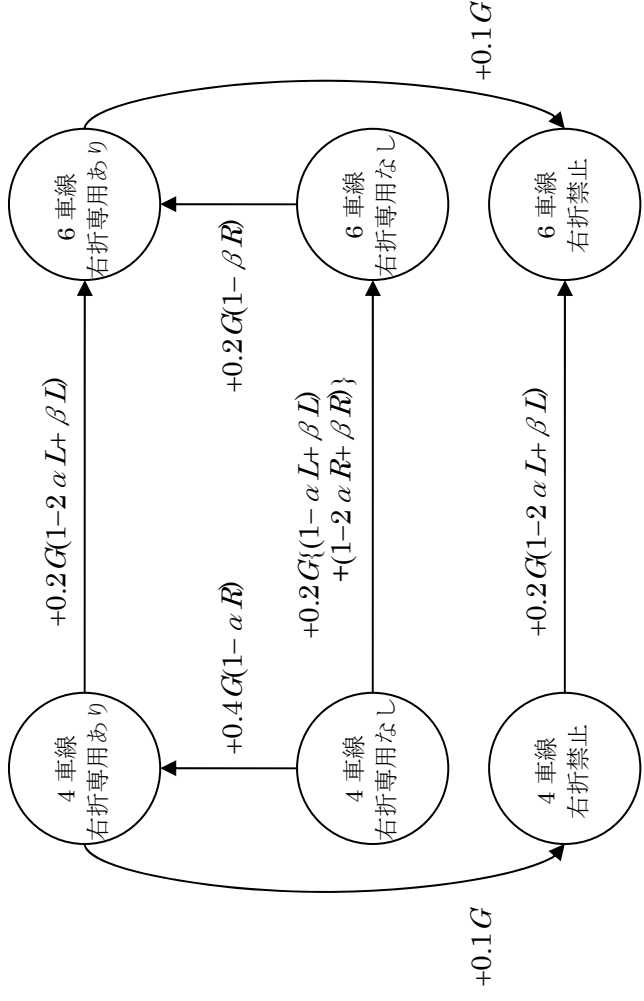 +0.2G(1-2αL+βL)
4 車線
右折専用あり
6 車線
右折専用あり
+0.4G(1-αR)
+0.2G(1-βR)
+0.2G{(1-αL+βL)
+(1-2αR+βR)}
4 車線
右折専用なし
6 車線
右折専用なし
+0.1G
+0.1G
+0.2G(1-2αL+βL)
4 車線
右折禁止
6 車線
右折禁止